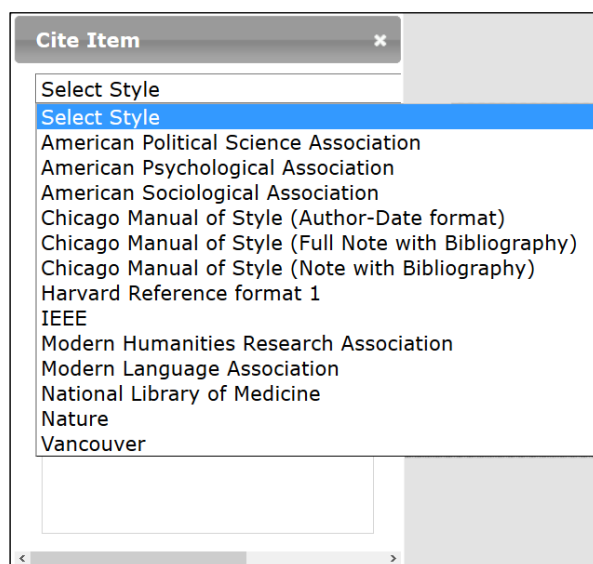 Cite Item
Select Style
Select Style
American Political Science Association
American Psychological Association
American Sociological Association
Chicago Manual of Style (Author-Date format)
Chicago Manual of Style (Full Note with Bibliography)
Chicago Manual of Style (Note with Bibliography)
Harvard Reference format 1
IEEE
Modern Humanities Research Association
Modern Language Association
National Library of Medicine
Nature
Vancouver